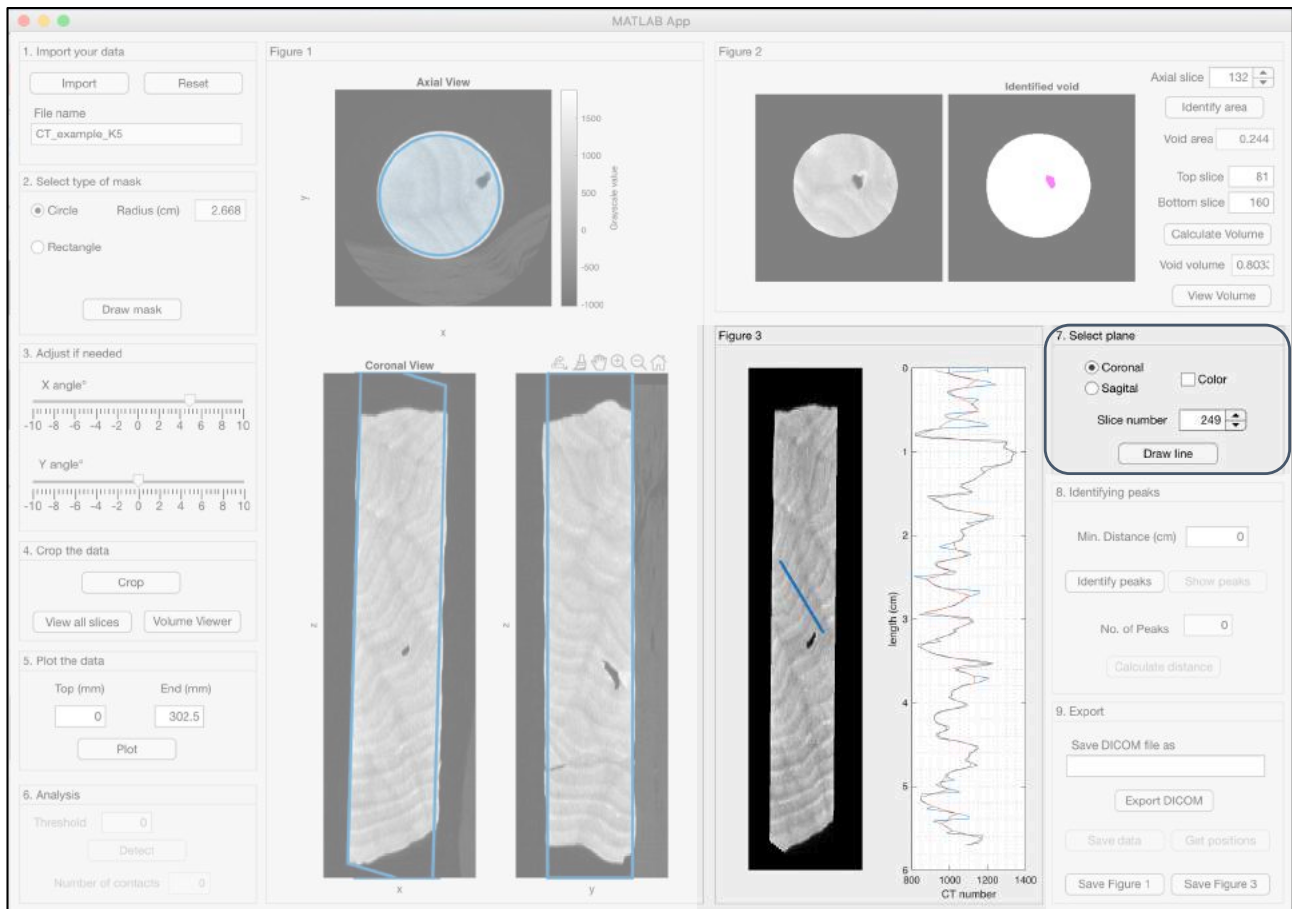 MATLAB App
1. Import your data
Import
Reset
File name
CT_example_K5
2. Select type of mask
Circle
Radius (cm)
2.668
Rectangle
Draw mask
3. Adjust if needed
X angle°
-10 -8 -6 -4 -2 0 2 4 6 8 10
Y angle°
-10 -8 -6 -4 -2 0 2 4 6 8 10
4. Crop the data
Crop
View all slices
Volume Viewer
5. Plot the data
Top (mm)
End (mm)
0
302.5
Plot
6. Analysis
Threshold
0
Detect
Number of contacts
0
Figure 1
Axial View
y
x
1500
1000
500
0
-500
-1000
Grayscale value
Coronal View
z
x
z
y
Figure 2
Identified void
Axial slice
132
Identify area
Void area
0.244
Top slice
81
Bottom slice
160
Calculate Volume
Void volume
0.803
View Volume
Figure 3
length (cm)
0
1
2
3
4
5
6
800 1000 1200 1400
CT number
7. Select plane
Coronal
Sagital
Color
Slice number
249
Draw line
8. Identifying peaks
Min. Distance (cm)
0
Identify peaks
Show peaks
No. of Peaks
0
Calculate distance
9. Export
Save DICOM file as
Export DICOM
Save data
Get positions
Save Figure 1
Save Figure 3